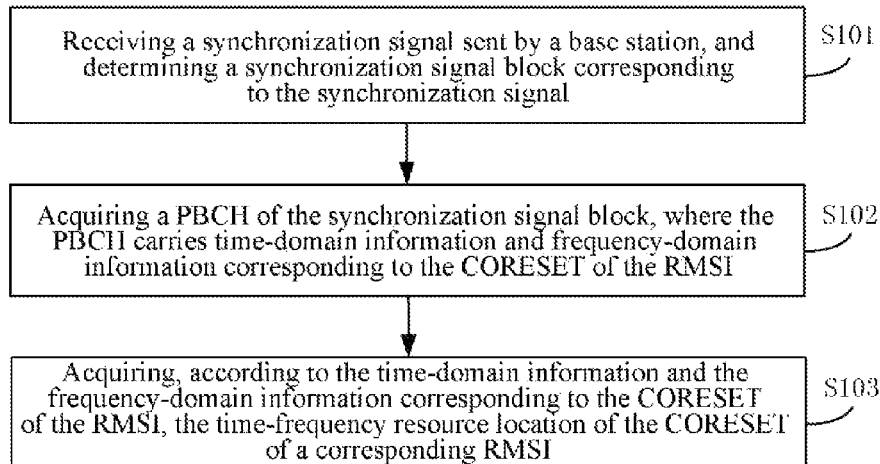 Receiving a synchronization signal sent by a base station, and
determining a synchronization signal block corresponding
to the synchronization signal
S101
Acquiring a PBCH of the synchronization signal block, where the
PBCH carries time-domain information and frequency-domain
information corresponding to the CORESET of the RMSI
S102
Acquiring, according to the time-domain information and the
frequency-domain information corresponding to the CORESET
of the RMSI, the time-frequency resource location of the CORESET
of a corresponding RMSI
S103